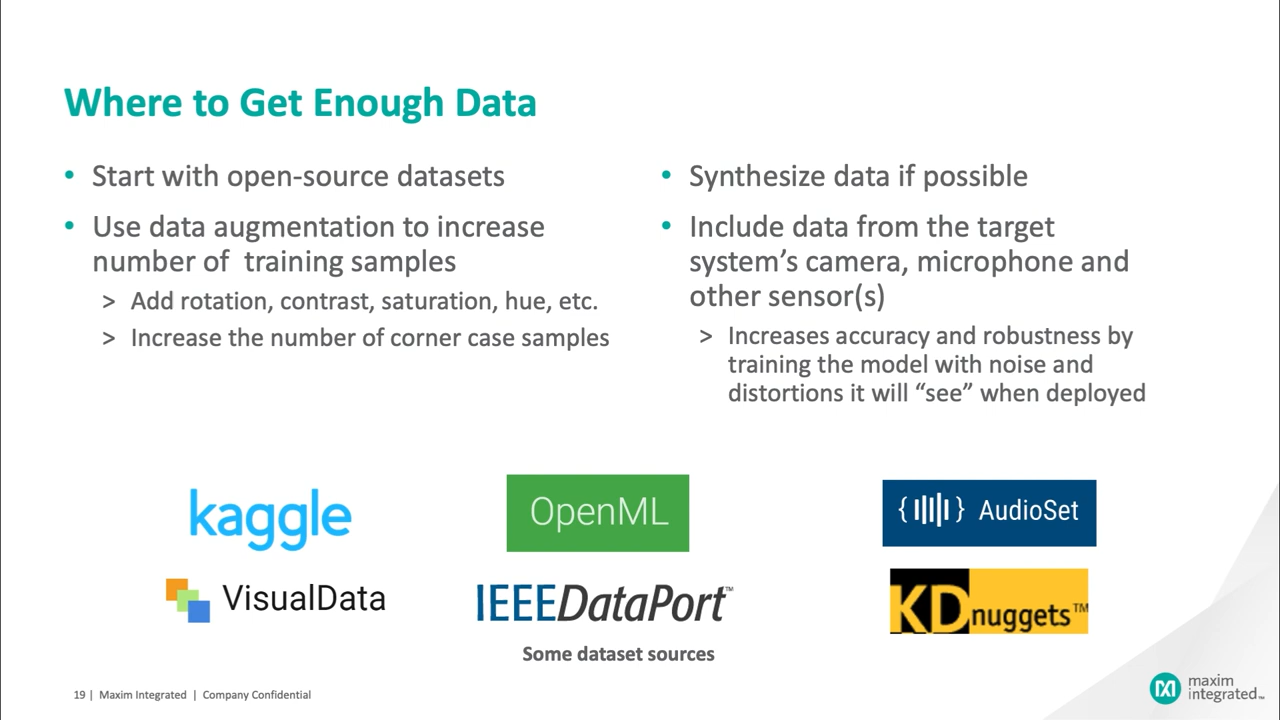 Where to Get Enough Data
• Start with open-source datasets
• Use data augmentation to increase
number of  training samples
> Add rotation, contrast, saturation, hue, etc.
> Increase the number of corner case samples
• Synthesize data if possible
• Include data from the target
system’s camera, microphone and
other sensor(s)
> Increases accuracy and robustness by
training the model with noise and
distortions it will “see” when deployed
kaggle
OpenML
{ } AudioSet
VisualData
IEEEDataPort™
KDnuggets™
Some dataset sources
19 | Maxim Integrated | Company Confidential
maxim
integrated™